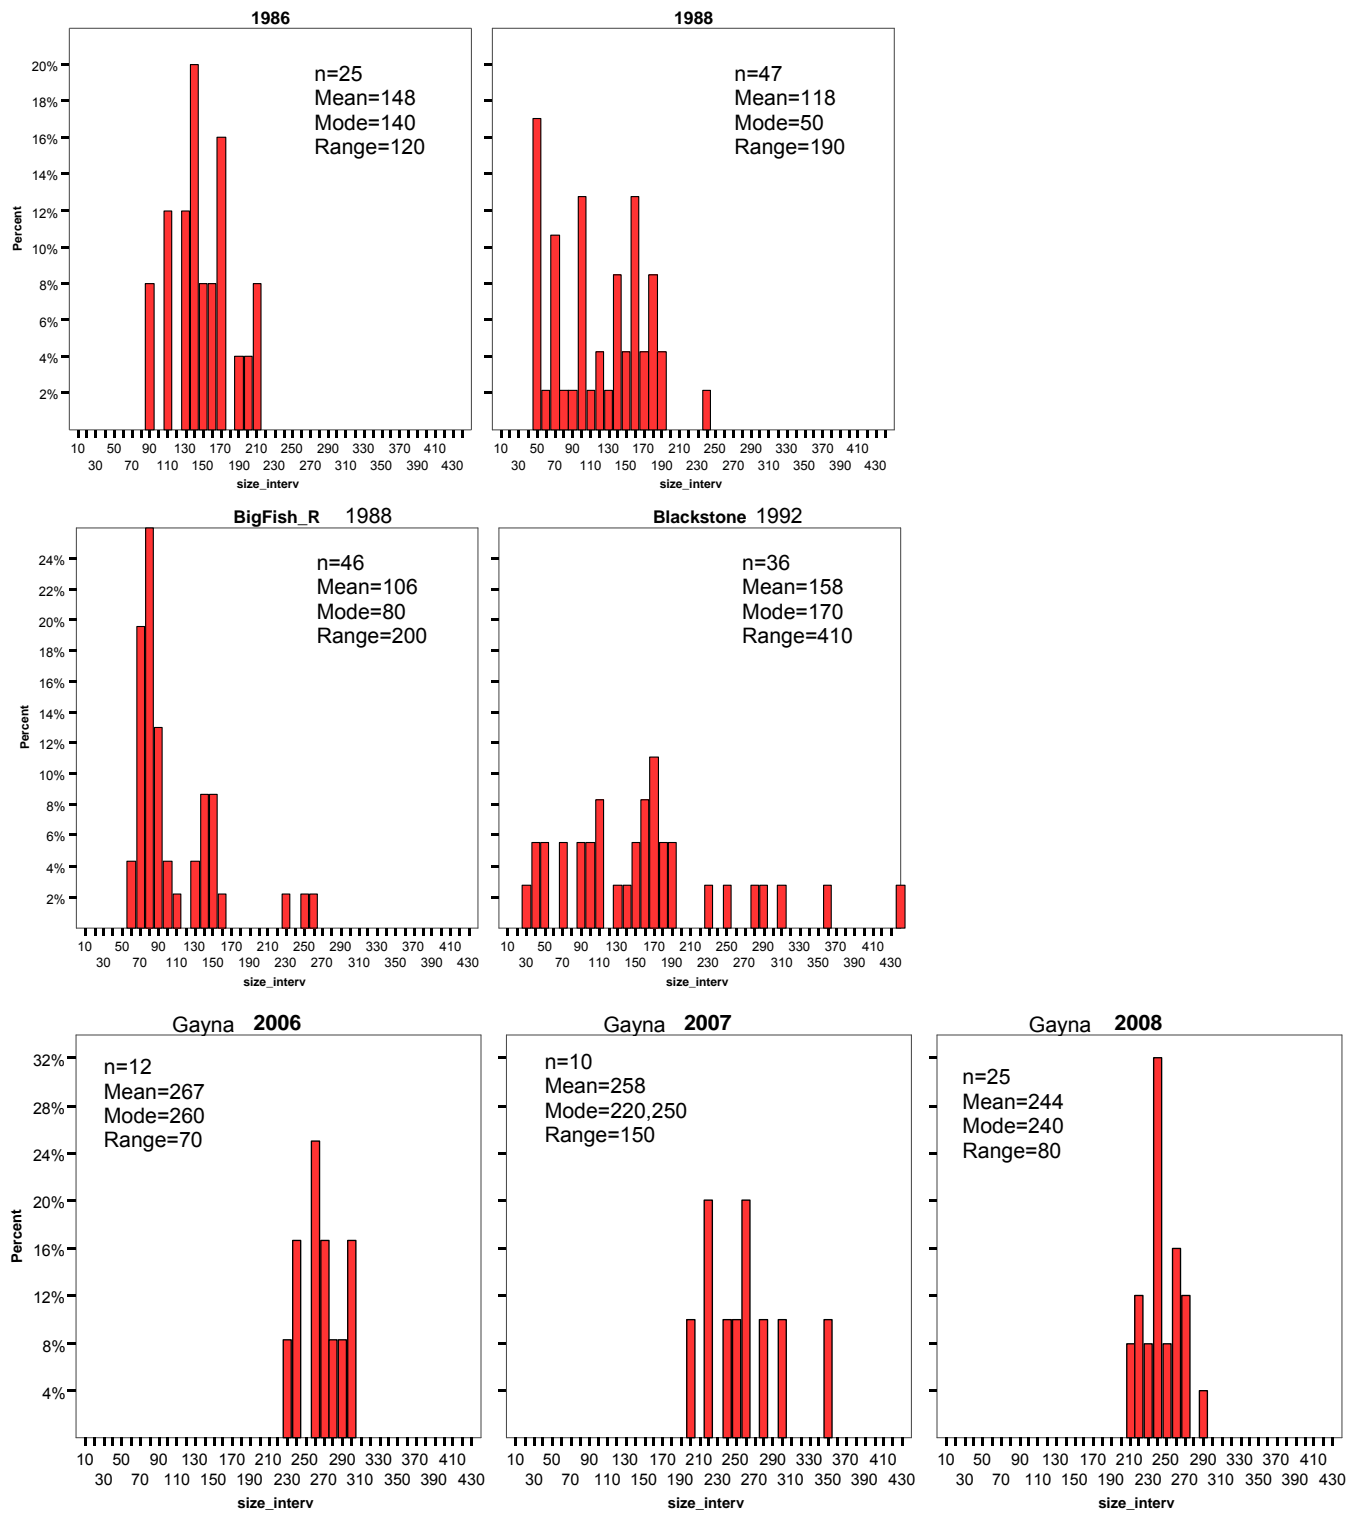 1986
1988
20%
18%
16%
14%
12%
10%
8%
6%
4%
2%
Percent
n=25
Mean=148
Mode=140
Range=120
n=47
Mean=118
Mode=50
Range=190
10 50 90 130 170 210 250 290 330 370 410
30 70 110 150 190 230 270 310 350 390 430
size_interv
10 50 90 130 170 210 250 290 330 370 410
30 70 110 150 190 230 270 310 350 390 430
size_interv
BigFish_R 1988
Blackstone 1992
24%
22%
20%
18%
16%
14%
12%
10%
8%
6%
4%
2%
Percent
n=46
Mean=106
Mode=80
Range=200
n=36
Mean=158
Mode=170
Range=410
10 50 90 130 170 210 250 290 330 370 410
30 70 110 150 190 230 270 310 350 390 430
size_interv
10 50 90 130 170 210 250 290 330 370 410
30 70 110 150 190 230 270 310 350 390 430
size_interv
Gayna 2006
Gayna 2007
Gayna 2008
32%
28%
24%
20%
16%
12%
8%
4%
Percent
n=12
Mean=267
Mode=260
Range=70
n=10
Mean=258
Mode=220,250
Range=150
n=25
Mean=244
Mode=240
Range=80
10 50 90 130 170 210 250 290 330 370 410
30 70 110 150 190 230 270 310 350 390 430
size_interv
10 50 90 130 170 210 250 290 330 370 410
30 70 110 150 190 230 270 310 350 390 430
size_interv
10 50 90 130 170 210 250 290 330 370 410
30 70 110 150 190 230 270 310 350 390 430
size_interv